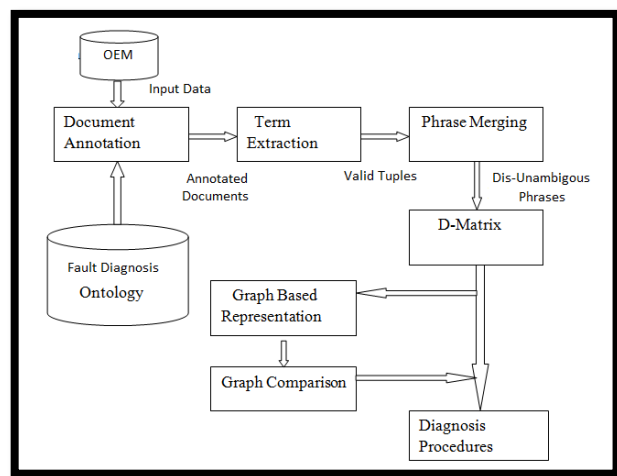 OEM
Input Data
Document
Annotation
Term
Extraction
Phrase Merging
Annotated
Documents
Valid Tuples
Dis-Unambigous
Phrases
D-Matrix
Fault Diagnosis
Ontology
Graph Based
Representation
Graph Comparison
Diagnosis
Procedures